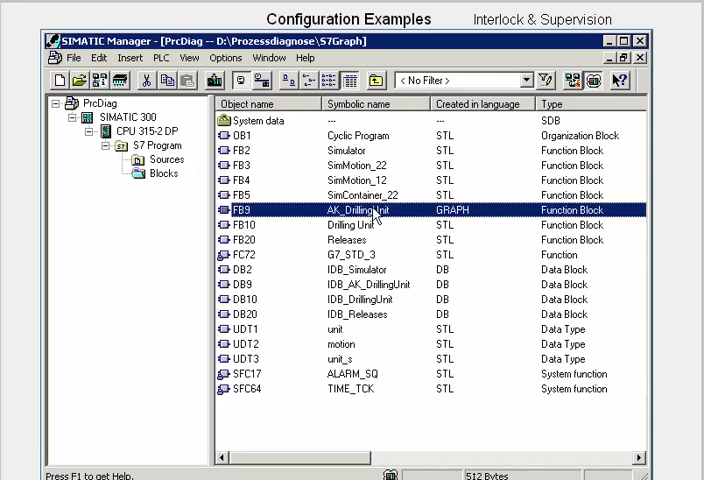 Configuration Examples Interlock & Supervision
SIMATIC Manager - [PrcDiag -- D:\Prozessdiagnose\S7Graph]
File Edit Insert PLC View Options Window Help
< No Filter >
PrcDiag
SIMATIC 300
CPU 315-2 DP
S7 Program
Sources
Blocks
Object name Symbolic name Created in language Type
System data --- --- SDB
OB1 Cyclic Program STL Organization Block
FB2 Simulator STL Function Block
FB3 SimMotion_22 STL Function Block
FB4 SimMotion_12 STL Function Block
FB5 SimContainer_22 STL Function Block
FB9 AK_DrillingUnit GRAPH Function Block
FB10 Drilling Unit STL Function Block
FB20 Releases STL Function Block
FC72 G7_STD_3 STL Function
DB2 IDB_Simulator DB Data Block
DB9 IDB_AK_DrillingUnit DB Data Block
DB10 IDB_DrillingUnit DB Data Block
DB20 IDB_Releases DB Data Block
UDT1 unit STL Data Type
UDT2 motion STL Data Type
UDT3 unit_s STL Data Type
SFC17 ALARM_SQ STL System function
SFC64 TIME_TCK STL System function
Press F1 to get Help. 512 Bytes